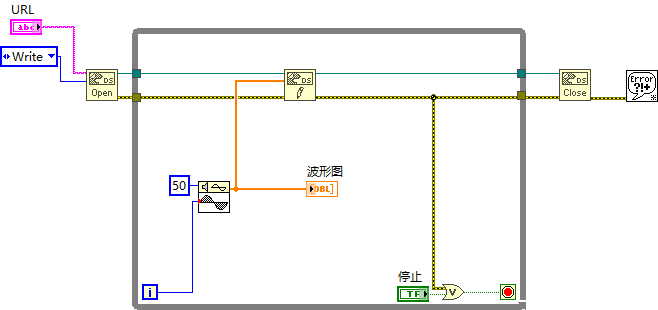 URL
abc
Write
DS
Open
DS
DS
Close
Error
?!+
50
波形图
DBL
i
停止
TF
V